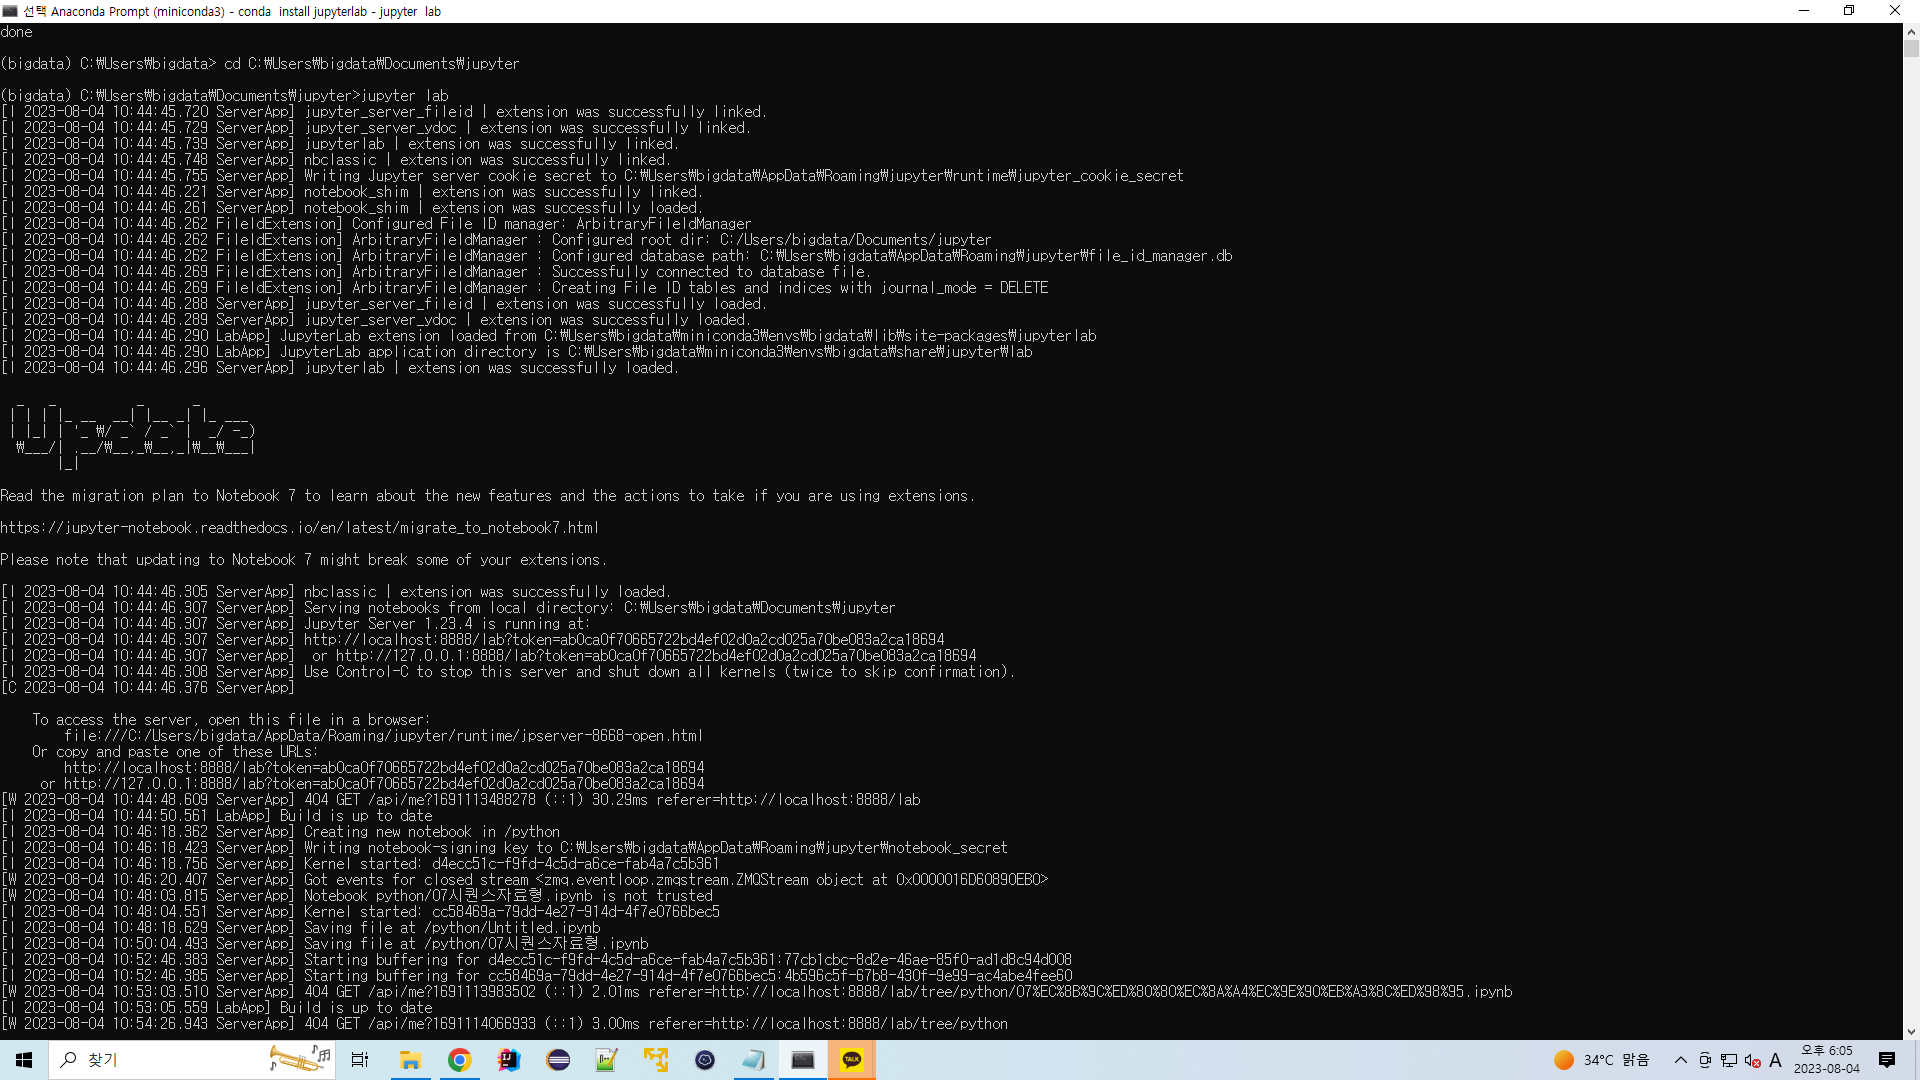 선택 Anaconda Prompt (miniconda3) - conda  install jupyterlab - jupyter  lab
done
(bigdata) C:₩Users₩bigdata> cd C:₩Users₩bigdata₩Documents₩jupyter
(bigdata) C:₩Users₩bigdata₩Documents₩jupyter>jupyter lab
[I 2023-08-04 10:44:45.720 ServerApp] jupyter_server_fileid | extension was successfully linked.
[I 2023-08-04 10:44:45.729 ServerApp] jupyter_server_ydoc | extension was successfully linked.
[I 2023-08-04 10:44:45.739 ServerApp] jupyterlab | extension was successfully linked.
[I 2023-08-04 10:44:45.748 ServerApp] nbclassic | extension was successfully linked.
[I 2023-08-04 10:44:45.755 ServerApp] Writing Jupyter server cookie secret to C:₩Users₩bigdata₩AppData₩Roaming₩jupyter₩runtime₩jupyter_cookie_secret
[I 2023-08-04 10:44:46.221 ServerApp] notebook_shim | extension was successfully linked.
[I 2023-08-04 10:44:46.261 ServerApp] notebook_shim | extension was successfully loaded.
[I 2023-08-04 10:44:46.262 FileIdExtension] Configured File ID manager: ArbitraryFileIdManager
[I 2023-08-04 10:44:46.262 FileIdExtension] ArbitraryFileIdManager : Configured root dir: C:/Users/bigdata/Documents/jupyter
[I 2023-08-04 10:44:46.262 FileIdExtension] ArbitraryFileIdManager : Configured database path: C:₩Users₩bigdata₩AppData₩Roaming₩jupyter₩file_id_manager.db
[I 2023-08-04 10:44:46.269 FileIdExtension] ArbitraryFileIdManager : Successfully connected to database file.
[I 2023-08-04 10:44:46.269 FileIdExtension] ArbitraryFileIdManager : Creating File ID tables and indices with journal_mode = DELETE
[I 2023-08-04 10:44:46.288 ServerApp] jupyter_server_fileid | extension was successfully loaded.
[I 2023-08-04 10:44:46.289 ServerApp] jupyter_server_ydoc | extension was successfully loaded.
[I 2023-08-04 10:44:46.290 LabApp] JupyterLab extension loaded from C:₩Users₩bigdata₩miniconda3₩envs₩bigdata₩lib₩site-packages₩jupyterlab
[I 2023-08-04 10:44:46.290 LabApp] JupyterLab application directory is C:₩Users₩bigdata₩miniconda3₩envs₩bigdata₩share₩jupyter₩lab
[I 2023-08-04 10:44:46.296 ServerApp] jupyterlab | extension was successfully loaded.
Update
Read the migration plan to Notebook 7 to learn about the new features and the actions to take if you are using extensions.
https://jupyter-notebook.readthedocs.io/en/latest/migrate_to_notebook7.html
Please note that updating to Notebook 7 might break some of your extensions.
[I 2023-08-04 10:44:46.305 ServerApp] nbclassic | extension was successfully loaded.
[I 2023-08-04 10:44:46.307 ServerApp] Serving notebooks from local directory: C:₩Users₩bigdata₩Documents₩jupyter
[I 2023-08-04 10:44:46.307 ServerApp] Jupyter Server 1.23.4 is running at:
[I 2023-08-04 10:44:46.307 ServerApp] http://localhost:8888/lab?token=ab0ca0f70665722bd4ef02d0a2cd025a70be083a2ca18694
[I 2023-08-04 10:44:46.307 ServerApp]  or http://127.0.0.1:8888/lab?token=ab0ca0f70665722bd4ef02d0a2cd025a70be083a2ca18694
[I 2023-08-04 10:44:46.308 ServerApp] Use Control-C to stop this server and shut down all kernels (twice to skip confirmation).
[C 2023-08-04 10:44:46.376 ServerApp]
To access the server, open this file in a browser:
file:///C:/Users/bigdata/AppData/Roaming/jupyter/runtime/jpserver-8668-open.html
Or copy and paste one of these URLs:
http://localhost:8888/lab?token=ab0ca0f70665722bd4ef02d0a2cd025a70be083a2ca18694
or http://127.0.0.1:8888/lab?token=ab0ca0f70665722bd4ef02d0a2cd025a70be083a2ca18694
[W 2023-08-04 10:44:48.609 ServerApp] 404 GET /api/me?1691113488278 (::1) 30.29ms referer=http://localhost:8888/lab
[I 2023-08-04 10:44:50.561 LabApp] Build is up to date
[I 2023-08-04 10:46:18.362 ServerApp] Creating new notebook in /python
[I 2023-08-04 10:46:18.423 ServerApp] Writing notebook-signing key to C:₩Users₩bigdata₩AppData₩Roaming₩jupyter₩notebook_secret
[I 2023-08-04 10:46:18.756 ServerApp] Kernel started: d4ecc51c-f9fd-4c5d-a6ce-fab4a7c5b361
[W 2023-08-04 10:46:20.407 ServerApp] Got events for closed stream <zmq.eventloop.zmqstream.ZMQStream object at 0x0000016D60890EB0>
[W 2023-08-04 10:48:03.815 ServerApp] Notebook python/07시퀀스자료형.ipynb is not trusted
[I 2023-08-04 10:48:04.551 ServerApp] Kernel started: cc58469a-79dd-4e27-914d-4f7e0766bec5
[I 2023-08-04 10:48:18.629 ServerApp] Saving file at /python/Untitled.ipynb
[I 2023-08-04 10:50:04.493 ServerApp] Saving file at /python/07시퀀스자료형.ipynb
[I 2023-08-04 10:52:46.383 ServerApp] Starting buffering for d4ecc51c-f9fd-4c5d-a6ce-fab4a7c5b361:77cb1cbc-8d2e-46ae-85f0-ad1d8c94d008
[I 2023-08-04 10:52:46.385 ServerApp] Starting buffering for cc58469a-79dd-4e27-914d-4f7e0766bec5:4b596c5f-67b8-430f-9e99-ac4abe4fee60
[W 2023-08-04 10:53:03.510 ServerApp] 404 GET /api/me?1691113983502 (::1) 2.01ms referer=http://localhost:8888/lab/tree/python/07%EC%8B%9C%ED%80%80%EC%8A%A4%EC%9E%90%EB%A3%8C%ED%98%95.ipynb
[I 2023-08-04 10:53:05.559 LabApp] Build is up to date
[W 2023-08-04 10:54:26.943 ServerApp] 404 GET /api/me?1691114066933 (::1) 3.00ms referer=http://localhost:8888/lab/tree/python
찾기
TALK
34°C 맑음
A
오후 6:05
2023-08-04